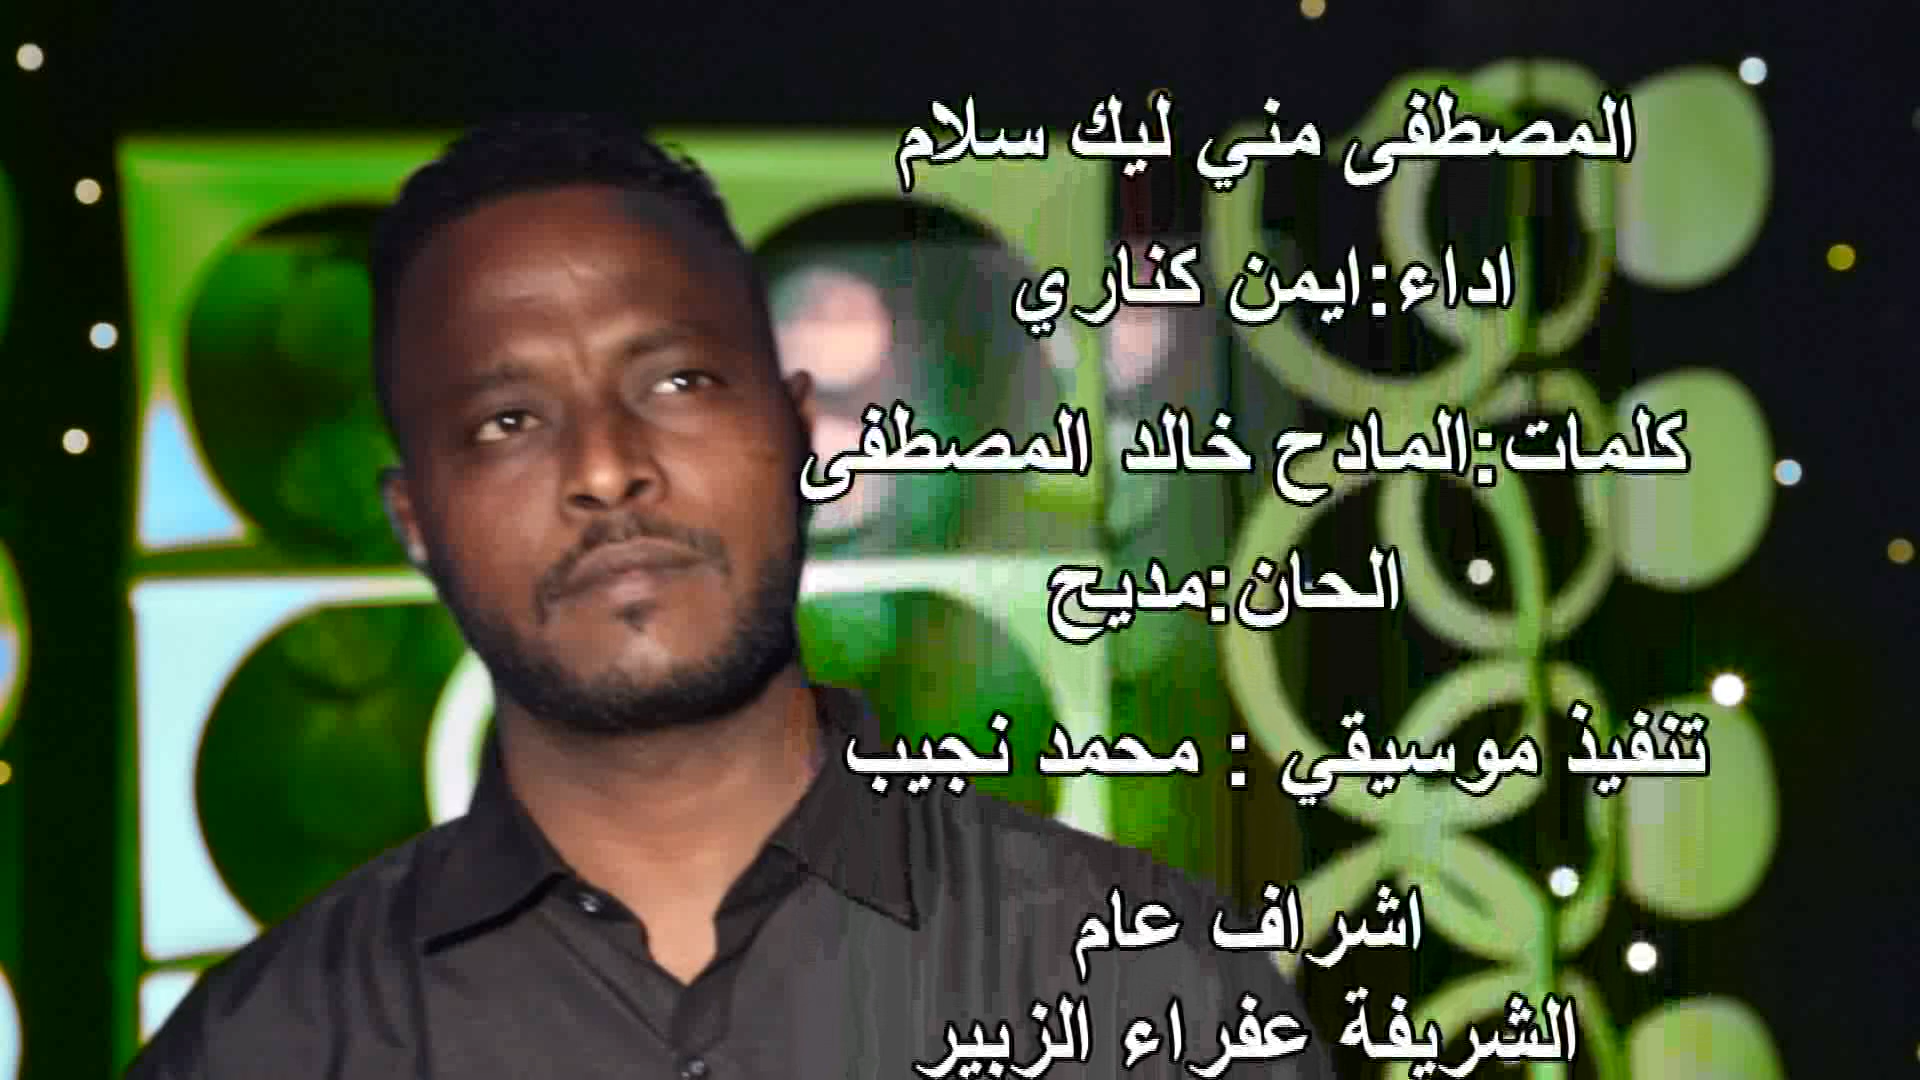 المصطفى مني ليك سلام
اداء:ايمن كناري
كلمات:المادح خالد المصطفى
الحان:مديح
تنفيذ موسيقي : محمد نجيب
اشراف عام
الشريفة عفراء الزبير